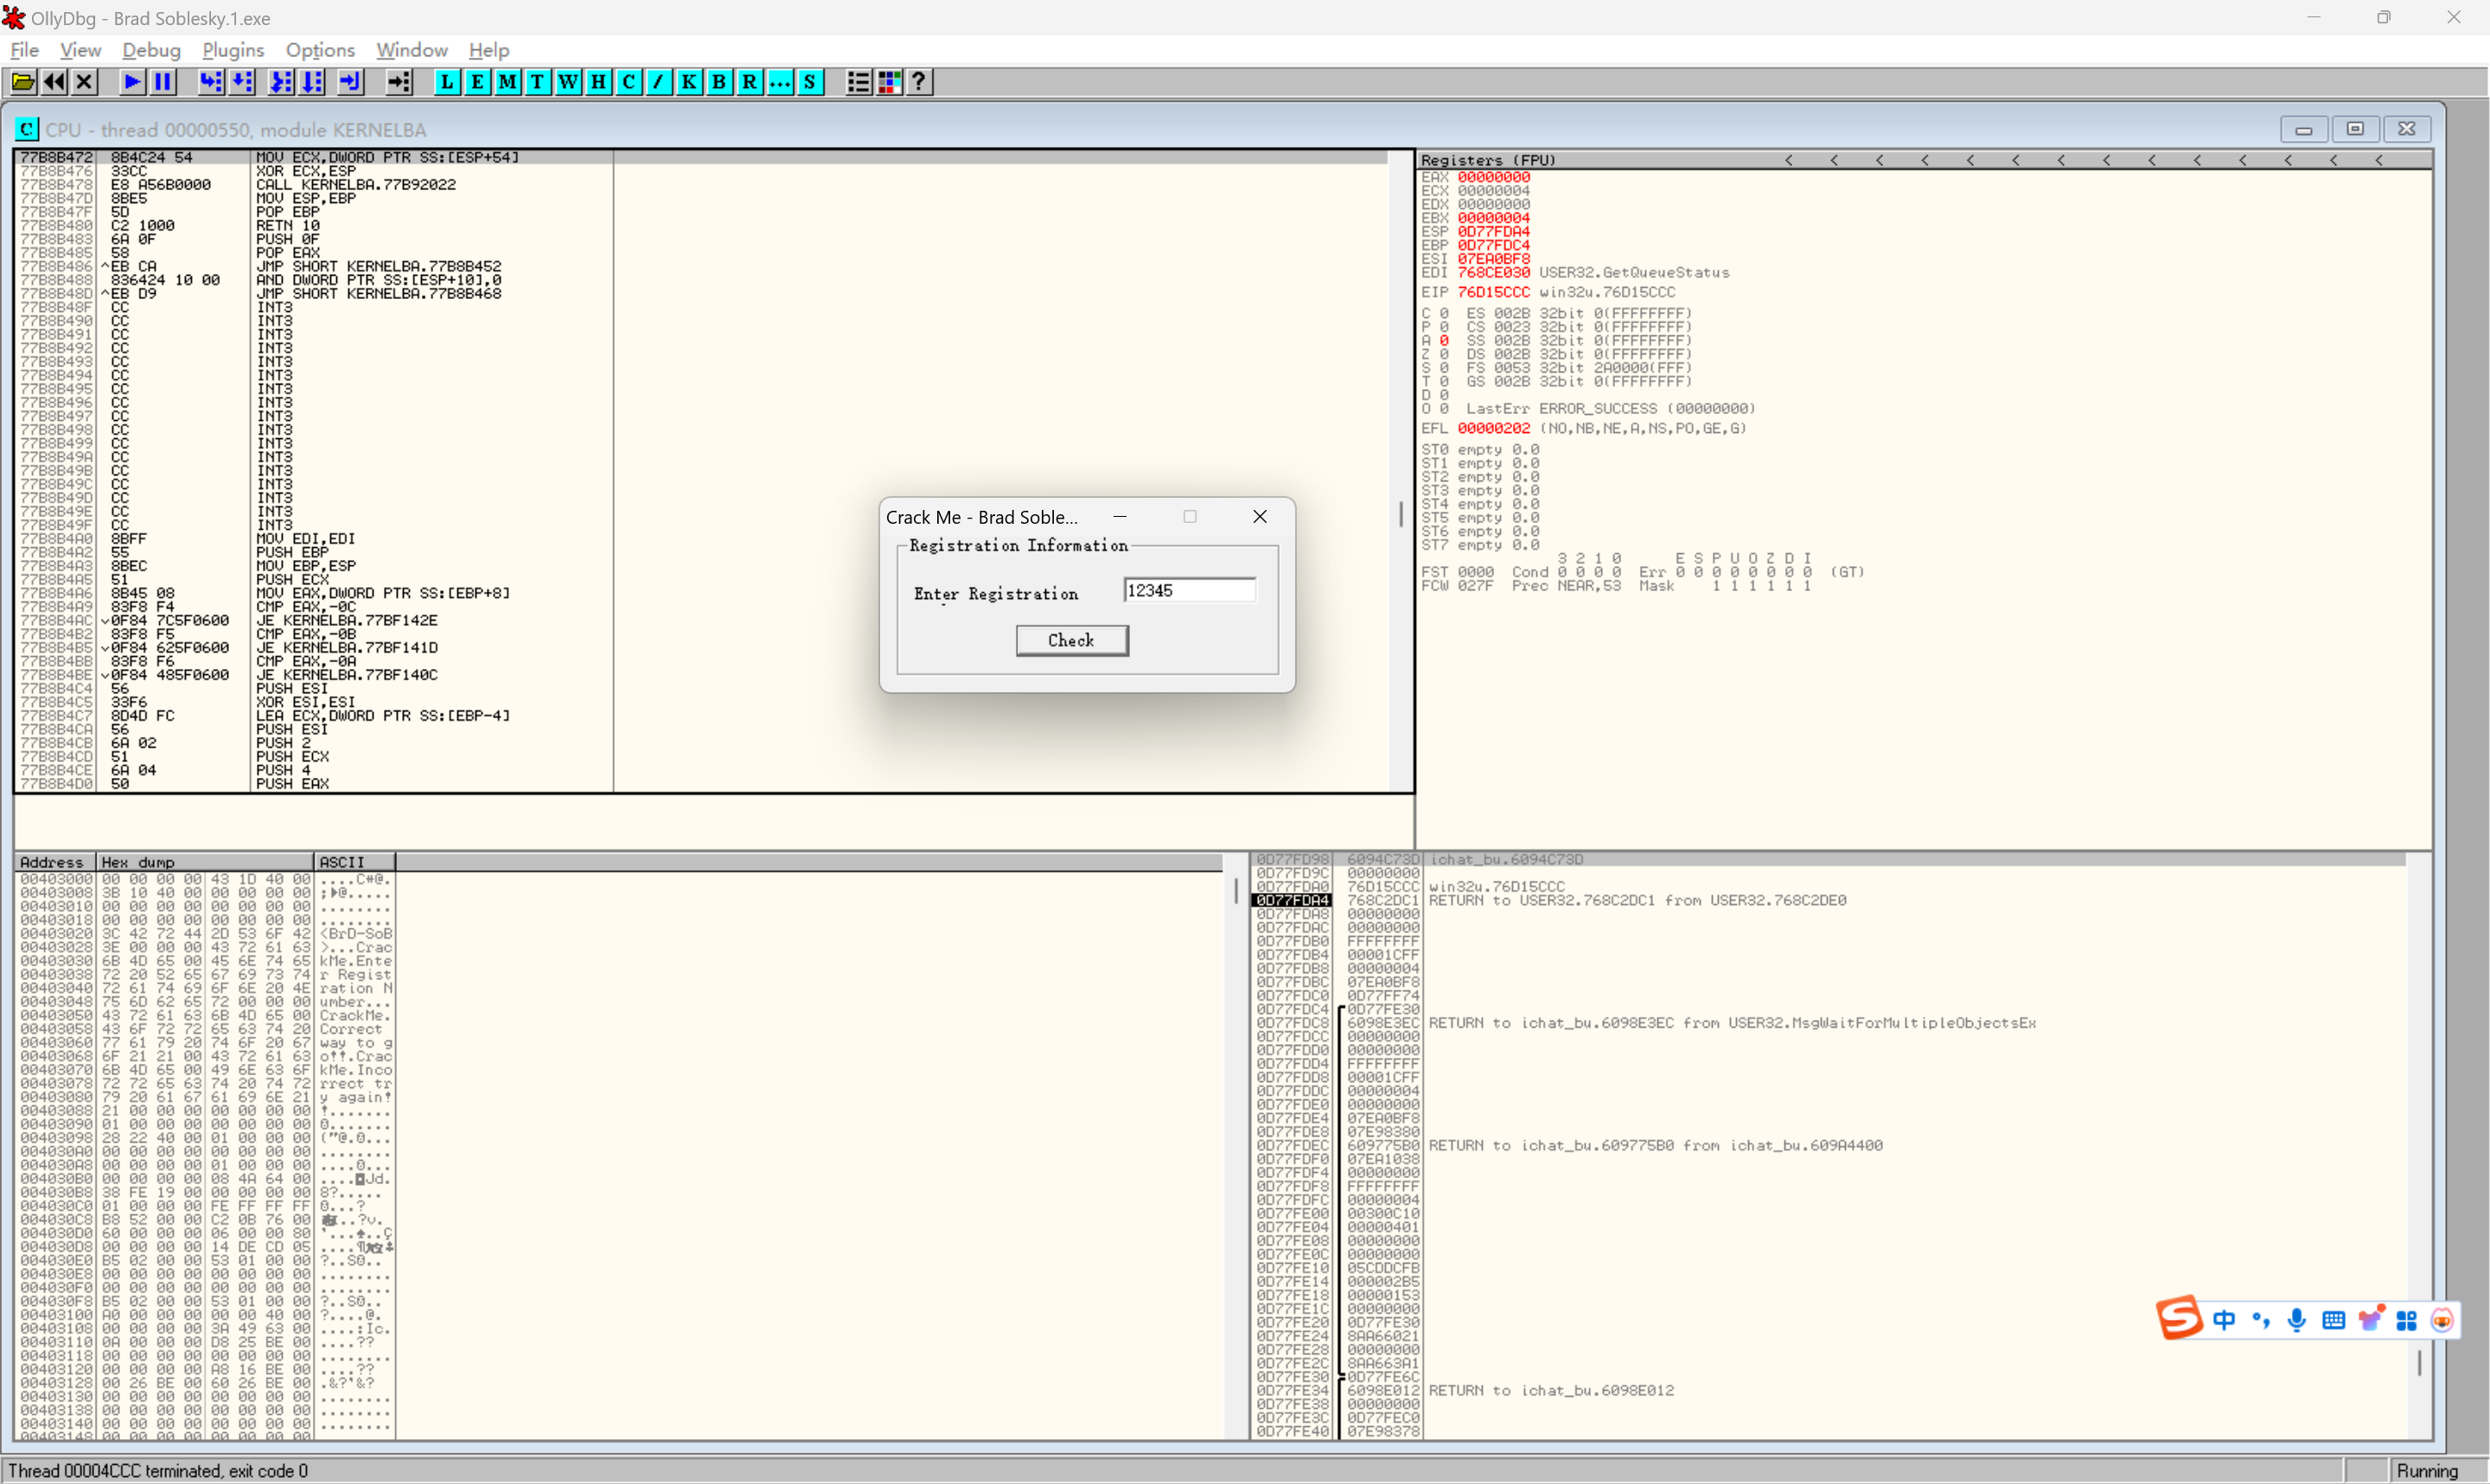 OllyDbg - Brad Soblesky.1.exe
File View Debug Plugins Options Window Help
L E M T W H C / K B R ... S ?
C CPU - thread 00000550, module KERNELBA
77B8B472 8B4C24 54 MOV ECX,DWORD PTR SS:[ESP+54]
77B8B476 33CC XOR ECX,ESP
77B8B478 E8 A56B0000 CALL KERNELBA.77B92022
77B8B47D 8BE5 MOV ESP,EBP
77B8B47F 5D POP EBP
77B8B480 C2 1000 RETN 10
77B8B483 6A 0F PUSH 0F
77B8B485 58 POP EAX
77B8B486 ^EB CA JMP SHORT KERNELBA.77B8B452
77B8B488 836424 10 00 AND DWORD PTR SS:[ESP+10],0
77B8B48D ^EB D9 JMP SHORT KERNELBA.77B8B468
77B8B48F CC INT3
77B8B490 CC INT3
77B8B491 CC INT3
77B8B492 CC INT3
77B8B493 CC INT3
77B8B494 CC INT3
77B8B495 CC INT3
77B8B496 CC INT3
77B8B497 CC INT3
77B8B498 CC INT3
77B8B499 CC INT3
77B8B49A CC INT3
77B8B49B CC INT3
77B8B49C CC INT3
77B8B49D CC INT3
77B8B49E CC INT3
77B8B49F CC INT3
77B8B4A0 8BFF MOV EDI,EDI
77B8B4A2 55 PUSH EBP
77B8B4A3 8BEC MOV EBP,ESP
77B8B4A5 51 PUSH ECX
77B8B4A6 8B45 08 MOV EAX,DWORD PTR SS:[EBP+8]
77B8B4A9 83F8 F4 CMP EAX,-0C
77B8B4AC 0F84 7C5F0600 JE KERNELBA.77BF142E
77B8B4B2 83F8 F5 CMP EAX,-0B
77B8B4B5 0F84 625F0600 JE KERNELBA.77BF141D
77B8B4BB 83F8 F6 CMP EAX,-0A
77B8B4BE 0F84 485F0600 JE KERNELBA.77BF140C
77B8B4C4 56 PUSH ESI
77B8B4C5 33F6 XOR ESI,ESI
77B8B4C7 8D4D FC LEA ECX,DWORD PTR SS:[EBP-4]
77B8B4CA 56 PUSH ESI
77B8B4CB 6A 02 PUSH 2
77B8B4CD 51 PUSH ECX
77B8B4CE 6A 04 PUSH 4
77B8B4D0 50 PUSH EAX
Registers (FPU) < < < < < < < < < < < < < <
EAX 00000000
ECX 00000004
EDX 00000000
EBX 00000004
ESP 0D77FDA4
EBP 0D77FDC4
ESI 07EA0BF8
EDI 768CE030 USER32.GetQueueStatus
EIP 76D15CCC win32u.76D15CCC
C 0 ES 002B 32bit 0(FFFFFFFF)
P 0 CS 0023 32bit 0(FFFFFFFF)
A 0 SS 002B 32bit 0(FFFFFFFF)
Z 0 DS 002B 32bit 0(FFFFFFFF)
S 0 FS 0053 32bit 2A0000(FFF)
T 0 GS 002B 32bit 0(FFFFFFFF)
D 0
O 0 LastErr ERROR_SUCCESS (00000000)
EFL 00000202 (NO,NB,NE,A,NS,PO,GE,G)
ST0 empty 0.0
ST1 empty 0.0
ST2 empty 0.0
ST3 empty 0.0
ST4 empty 0.0
ST5 empty 0.0
ST6 empty 0.0
ST7 empty 0.0
3 2 1 0 E S P U O Z D I
FST 0000 Cond 0 0 0 0 Err 0 0 0 0 0 0 0 0 (GT)
FCW 027F Prec NEAR,53 Mask 1 1 1 1 1 1
Crack Me - Brad Soble...
Registration Information
Enter Registration 12345
Check
Address Hex dump ASCII
00403000 00 00 00 00 43 1D 40 00 ....C#@.
00403008 3B 10 40 00 00 00 00 00
00403010 00 00 00 00 00 00 00 00 ........
00403018 00 00 00 00 00 00 00 00 ........
00403020 3C 42 72 44 2D 53 6F 42 <BrD-SoB
00403028 3E 00 00 00 43 72 61 63 >...Crac
00403030 6B 4D 65 00 45 6E 74 65 kMe.Ente
00403038 72 20 52 65 67 69 73 74 r Regist
00403040 72 61 74 69 6F 6E 20 4E ration N
00403048 75 6D 62 65 72 00 00 00 umber...
00403050 43 72 61 63 6B 4D 65 00 CrackMe.
00403058 43 6F 72 72 65 63 74 20 Correct
00403060 77 61 79 20 74 6F 20 67 way to g
00403068 6F 21 21 00 43 72 61 63 o!!.Crac
00403070 6B 4D 65 00 49 6E 63 6F kMe.Inco
00403078 72 72 65 63 74 20 74 72 rrect tr
00403080 79 20 61 67 61 69 6E 21 y again!
00403088 21 00 00 00 00 00 00 00 !.......
00403090 01 00 00 00 00 00 00 00
00403098 28 22 40 00 01 00 00 00
004030A0 00 00 00 00 00 00 00 00 ........
004030A8 00 00 00 00 01 00 00 00
004030B0 00 00 00 00 08 4A 64 00
004030B8 38 FE 19 00 00 00 00 00 8?.....
004030C0 01 00 00 00 FE FF FF FF
004030C8 B8 52 00 00 C2 0B 76 00
004030D0 60 00 00 00 06 00 00 80
004030D8 00 00 00 00 14 DE CD 05
004030E0 B5 02 00 00 53 01 00 00
004030E8 00 00 00 00 00 00 00 00 ........
004030F0 00 00 00 00 00 00 00 00 ........
004030F8 B5 02 00 00 53 01 00 00
00403100 A0 00 00 00 00 00 40 00 ?....@.
00403108 00 00 00 00 3A 49 63 00 ....:Ic.
00403110 0A 00 00 00 D8 25 BE 00 ....??
00403118 00 00 00 00 00 00 00 00 ........
00403120 00 00 00 00 A8 16 BE 00 ....??
00403128 00 26 BE 00 60 26 BE 00 .&?'&?
00403130 00 00 00 00 00 00 00 00 ........
00403138 00 00 00 00 00 00 00 00 ........
00403140 00 00 00 00 00 00 00 00 ........
00403148 00 00 00 00 00 00 00 00
0D77FD98 6094C73D ichat_bu.6094C73D
0D77FD9C 00000000
0D77FDA0 76D15CCC win32u.76D15CCC
0D77FDA4 768C2DC1 RETURN to USER32.768C2DC1 from USER32.768C2DE0
0D77FDA8 00000000
0D77FDAC 00000000
0D77FDB0 FFFFFFFF
0D77FDB4 00001CFF
0D77FDB8 00000004
0D77FDBC 07EA0BF8
0D77FDC0 0D77FF74
0D77FDC4 0D77FE30
0D77FDC8 6098E3EC RETURN to ichat_bu.6098E3EC from USER32.MsgWaitForMultipleObjectsEx
0D77FDCC 00000000
0D77FDD0 00000000
0D77FDD4 FFFFFFFF
0D77FDD8 00001CFF
0D77FDDC 00000004
0D77FDE0 00000000
0D77FDE4 07EA0BF8
0D77FDE8 07E98380
0D77FDEC 609775B0 RETURN to ichat_bu.609775B0 from ichat_bu.609A4400
0D77FDF0 07EA1038
0D77FDF4 00000000
0D77FDF8 FFFFFFFF
0D77FDFC 00000004
0D77FE00 00300C10
0D77FE04 00000401
0D77FE08 00000000
0D77FE0C 00000000
0D77FE10 05CDDCFB
0D77FE14 000002B5
0D77FE18 00000153
0D77FE1C 00000000
0D77FE20 0D77FE30
0D77FE24 8AA66021
0D77FE28 00000000
0D77FE2C 8AA663A1
0D77FE30 0D77FE6C
0D77FE34 6098E012 RETURN to ichat_bu.6098E012
0D77FE38 00000000
0D77FE3C 0D77FEC0
0D77FE40 07E98378
中
Thread 00004CCC terminated, exit code 0
Running